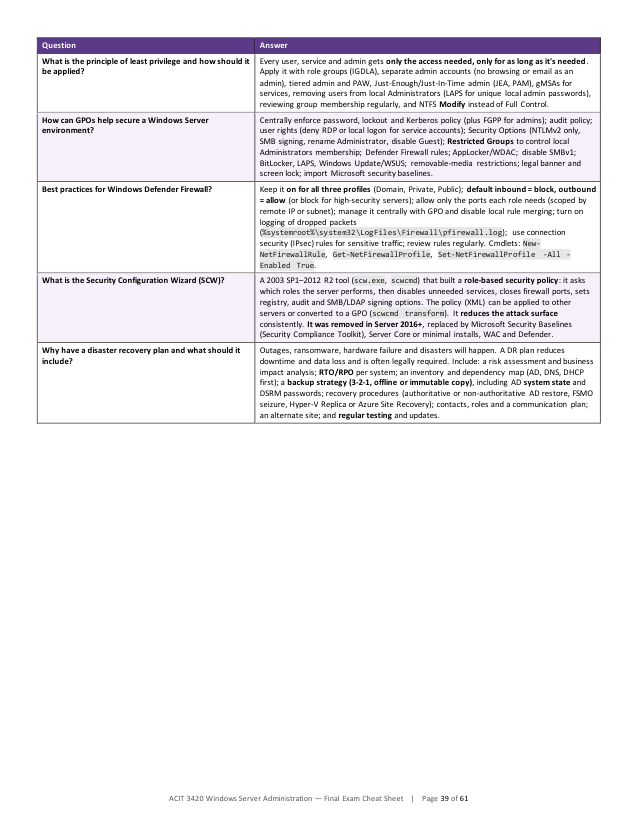 Question Answer
What is the principle of least privilege and how should it
be applied?
Every user, service and admin gets only the access needed, only for as long as it's needed.
Apply it with role groups (IGDLA), separate admin accounts (no browsing or email as an
admin), tiered admin and PAW, Just-Enough/Just-In-Time admin (JEA, PAM), gMSAs for
services, removing users from local Administrators (LAPS for unique local admin passwords),
reviewing group membership regularly, and NTFS Modify instead of Full Control.
How can GPOs help secure a Windows Server
environment?
Centrally enforce password, lockout and Kerberos policy (plus FGPP for admins); audit policy;
user rights (deny RDP or local logon for service accounts); Security Options (NTLMv2 only,
SMB signing, rename Administrator, disable Guest); Restricted Groups to control local
Administrators membership; Defender Firewall rules; AppLocker/WDAC; disable SMBv1;
BitLocker, LAPS, Windows Update/WSUS; removable-media restrictions; legal banner and
screen lock; import Microsoft security baselines.
Best practices for Windows Defender Firewall?
Keep it on for all three profiles (Domain, Private, Public); default inbound = block, outbound
= allow (or block for high-security servers); allow only the ports each role needs (scoped by
remote IP or subnet); manage it centrally with GPO and disable local rule merging; turn on
logging of dropped packets
(%systemroot%\system32\LogFiles\Firewall\pfirewall.log); use connection
security (IPsec) rules for sensitive traffic; review rules regularly. Cmdlets: New-
NetFirewallRule, Get-NetFirewallProfile, Set-NetFirewallProfile -All -
Enabled True.
What is the Security Configuration Wizard (SCW)?
A 2003 SP1–2012 R2 tool (scw.exe, scwcmd) that built a role-based security policy: it asks
which roles the server performs, then disables unneeded services, closes firewall ports, sets
registry, audit and SMB/LDAP signing options. The policy (XML) can be applied to other
servers or converted to a GPO (scwcmd transform). It reduces the attack surface
consistently. It was removed in Server 2016+, replaced by Microsoft Security Baselines
(Security Compliance Toolkit), Server Core or minimal installs, WAC and Defender.
Why have a disaster recovery plan and what should it
include?
Outages, ransomware, hardware failure and disasters will happen. A DR plan reduces
downtime and data loss and is often legally required. Include: a risk assessment and business
impact analysis; RTO/RPO per system; an inventory and dependency map (AD, DNS, DHCP
first); a backup strategy (3-2-1, offline or immutable copy), including AD system state and
DSRM passwords; recovery procedures (authoritative or non-authoritative AD restore, FSMO
seizure, Hyper-V Replica or Azure Site Recovery); contacts, roles and a communication plan;
an alternate site; and regular testing and updates.
ACIT 3420 Windows Server Administration — Final Exam Cheat Sheet | Page 39 of 61